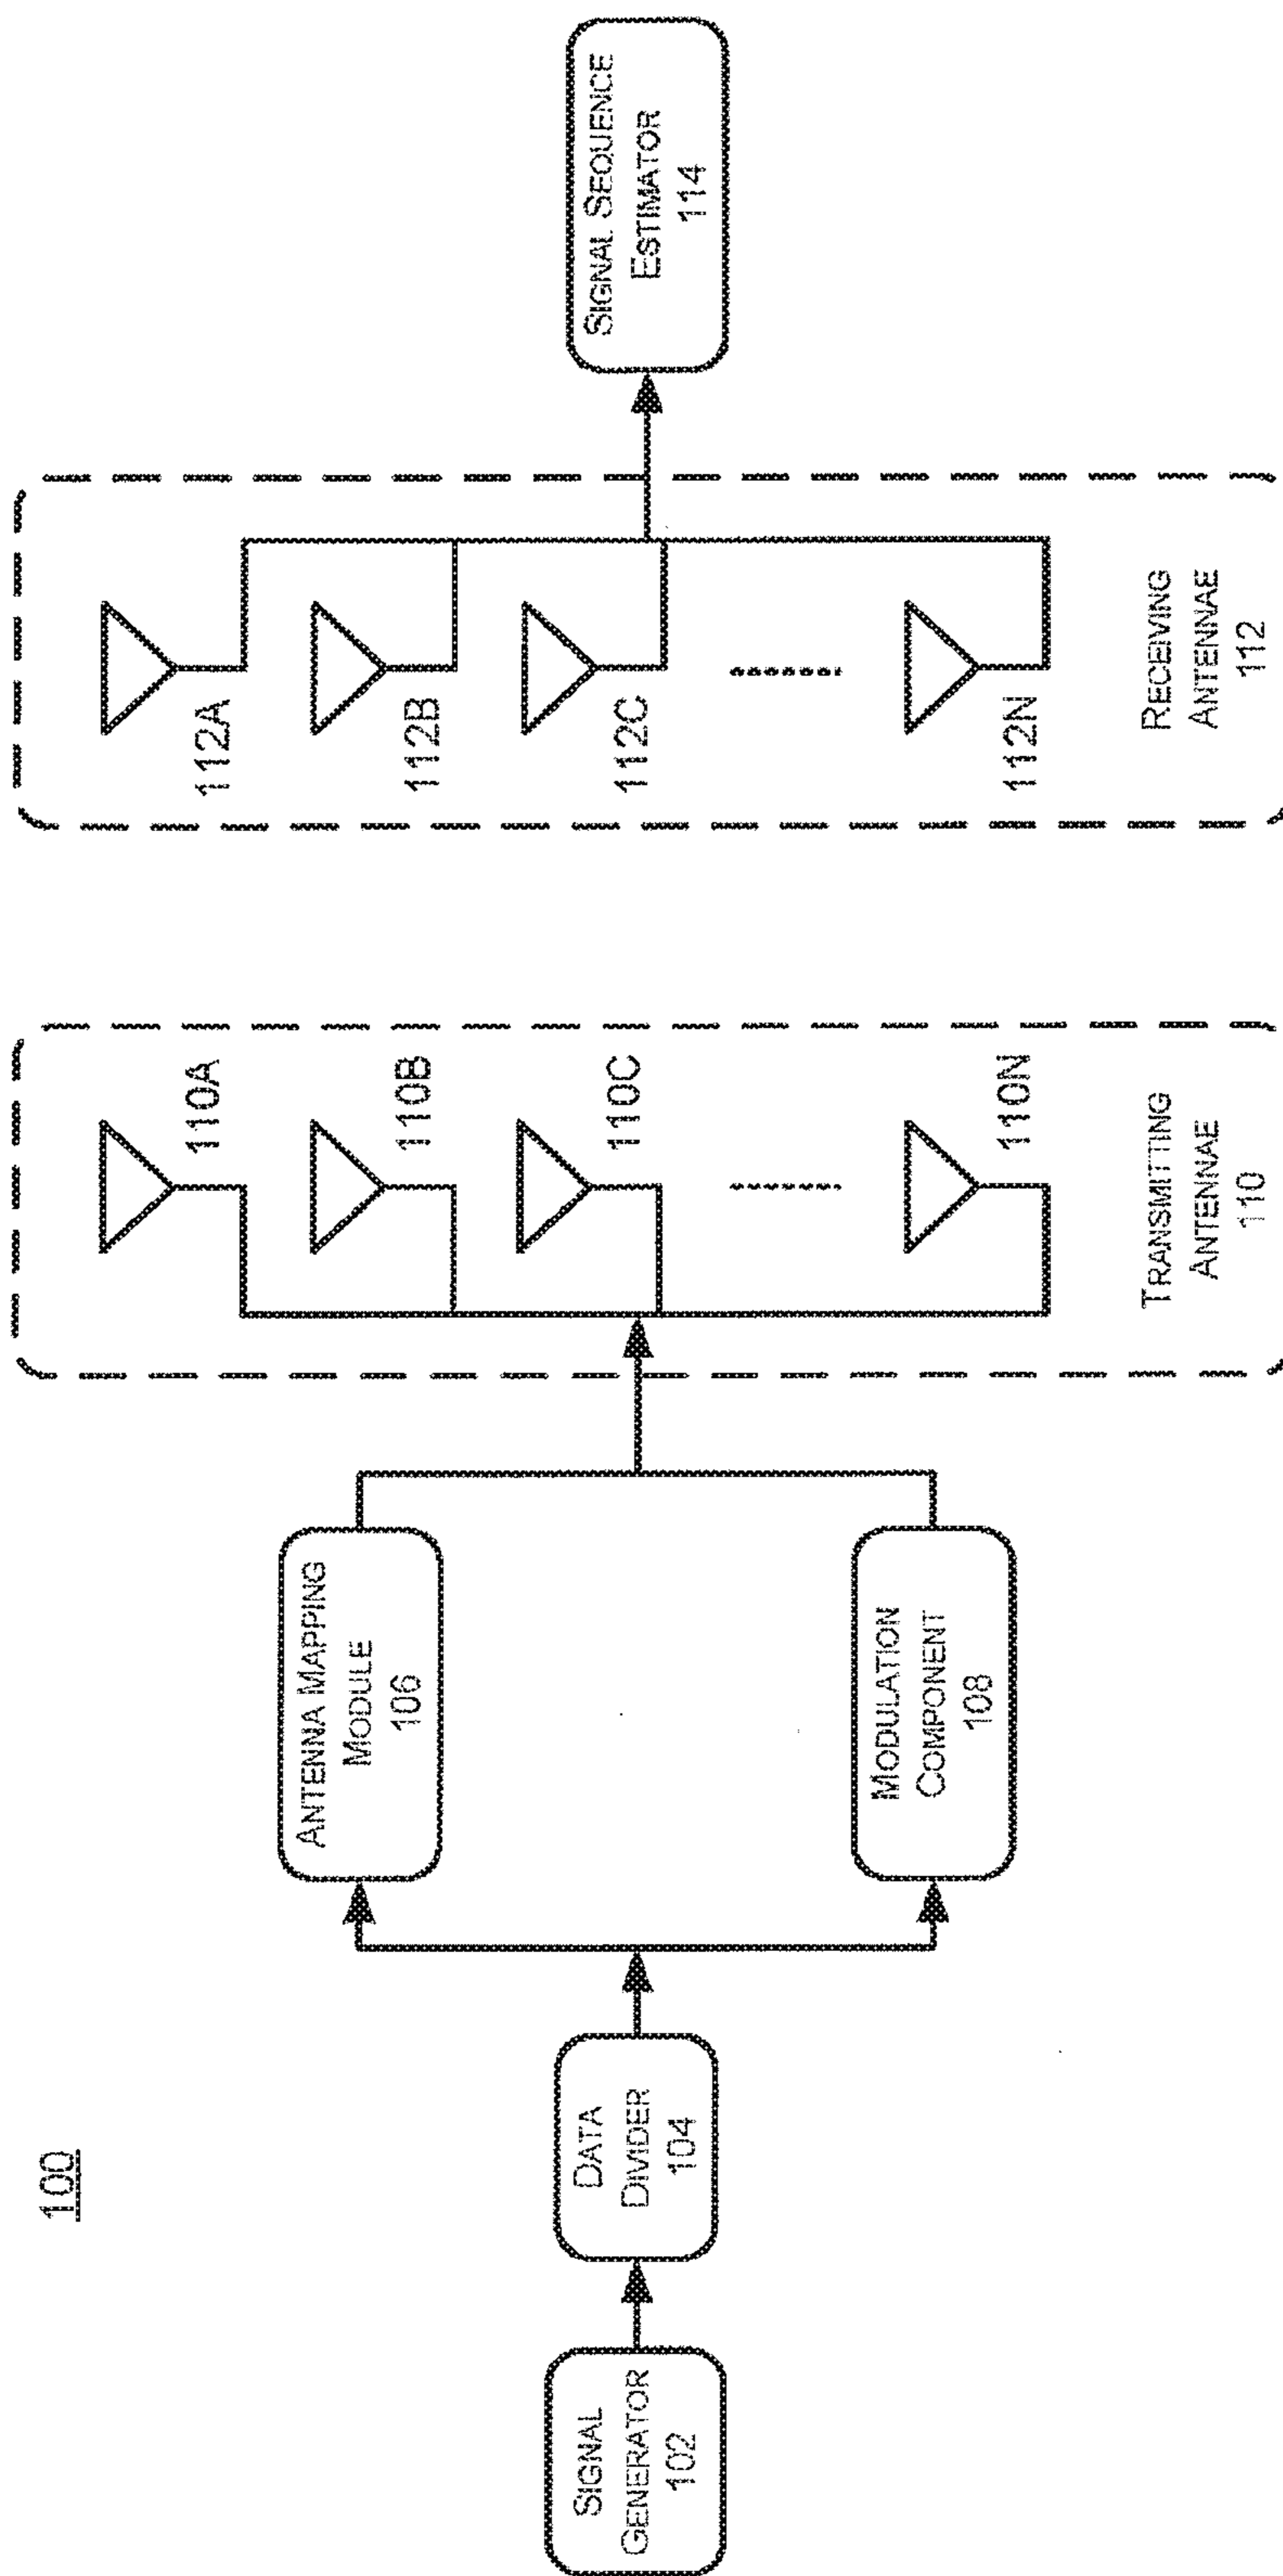 100
SIGNAL
GENERATOR
102
DATA
DIVIDER
104
ANTENNA MAPPING
MODULE
106
MODULATION
COMPONENT
108
110A
110B
110C
110N
TRANSMITTING
ANTENNAE
110
112A
112B
112C
112N
RECEIVING
ANTENNAE
112
SIGNAL SEQUENCE
ESTIMATOR
114